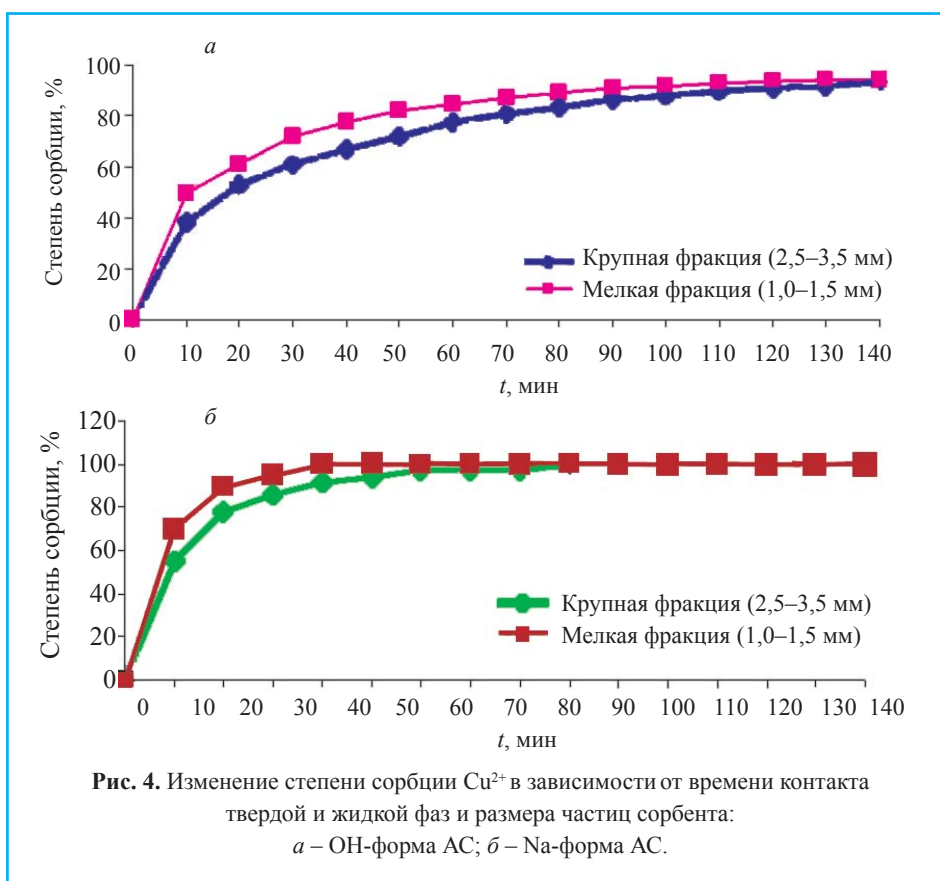 а
Степень сорбции, %
100
80
60
40
20
0
Крупная фракция (2,5–3,5 мм)
Мелкая фракция (1,0–1,5 мм)
0 10 20 30 40 50 60 70 80 90 100 110 120 130 140
t, мин
б
Степень сорбции, %
120
100
80
60
40
20
0
Крупная фракция (2,5–3,5 мм)
Мелкая фракция (1,0–1,5 мм)
0 10 20 30 40 50 60 70 80 90 100 110 120 130 140
t, мин
Рис. 4. Изменение степени сорбции Cu²⁺ в зависимости от времени контакта
твердой и жидкой фаз и размера частиц сорбента:
а – ОН-форма АС; б – Na-форма АС.